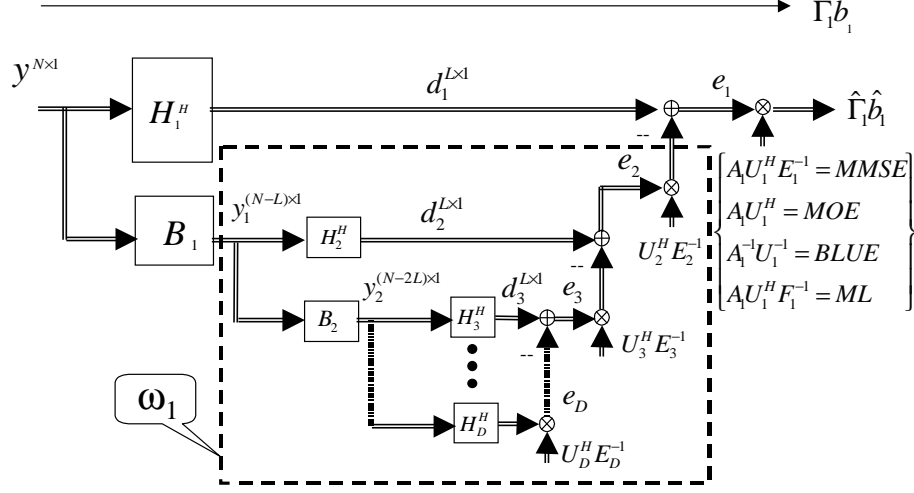 Γ₁b₁
y^{N×1}
H₁^H
d₁^{L×1}
e₁
Γ̂₁b̂₁
--
e₂
A₁U₁^H E₁^{-1} = MMSE
A₁U₁^H = MOE
A₁^{-1}U₁^{-1} = BLUE
A₁U₁^H F₁^{-1} = ML
B₁
y₁^{(N-L)×1}
H₂^H
d₂^{L×1}
U₂^H E₂^{-1}
--
B₂
y₂^{(N-2L)×1}
H₃^H
d₃^{L×1}
e₃
U₃^H E₃^{-1}
--
ω₁
H_D^H
e_D
U_D^H E_D^{-1}